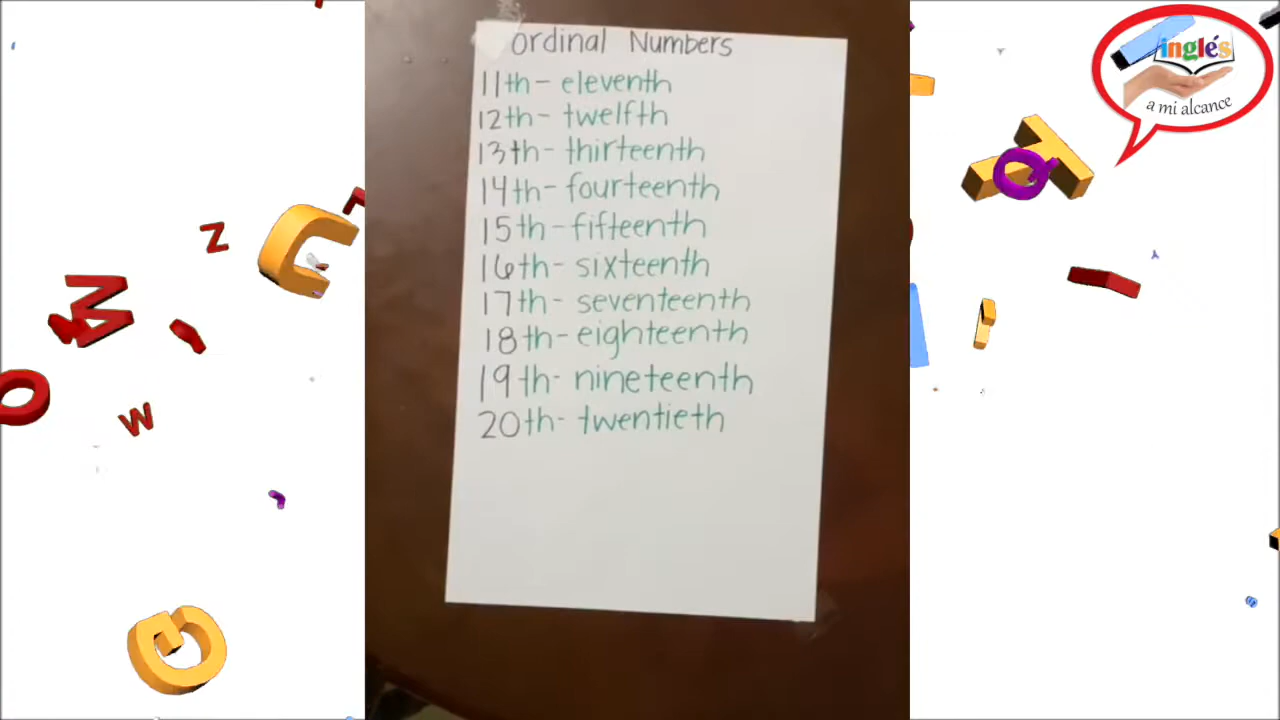 ordinal Numbers
11th - eleventh
12th - twelfth
13th - thirteenth
14th - fourteenth
15th - fifteenth
16th - sixteenth
17th - seventeenth
18th - eighteenth
19th - nineteenth
20th - twentieth
inglés
a mi alcance
Z
W